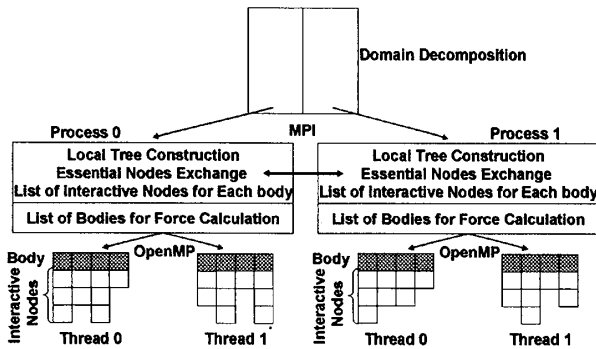 Domain Decomposition
MPI
Process 0
Process 1
Local Tree Construction
Essential Nodes Exchange
List of Interactive Nodes for Each body
List of Bodies for Force Calculation
Local Tree Construction
Essential Nodes Exchange
List of Interactive Nodes for Each body
List of Bodies for Force Calculation
OpenMP
Body
Interactive
Nodes
Thread 0
Thread 1
OpenMP
Body
Interactive
Nodes
Thread 0
Thread 1